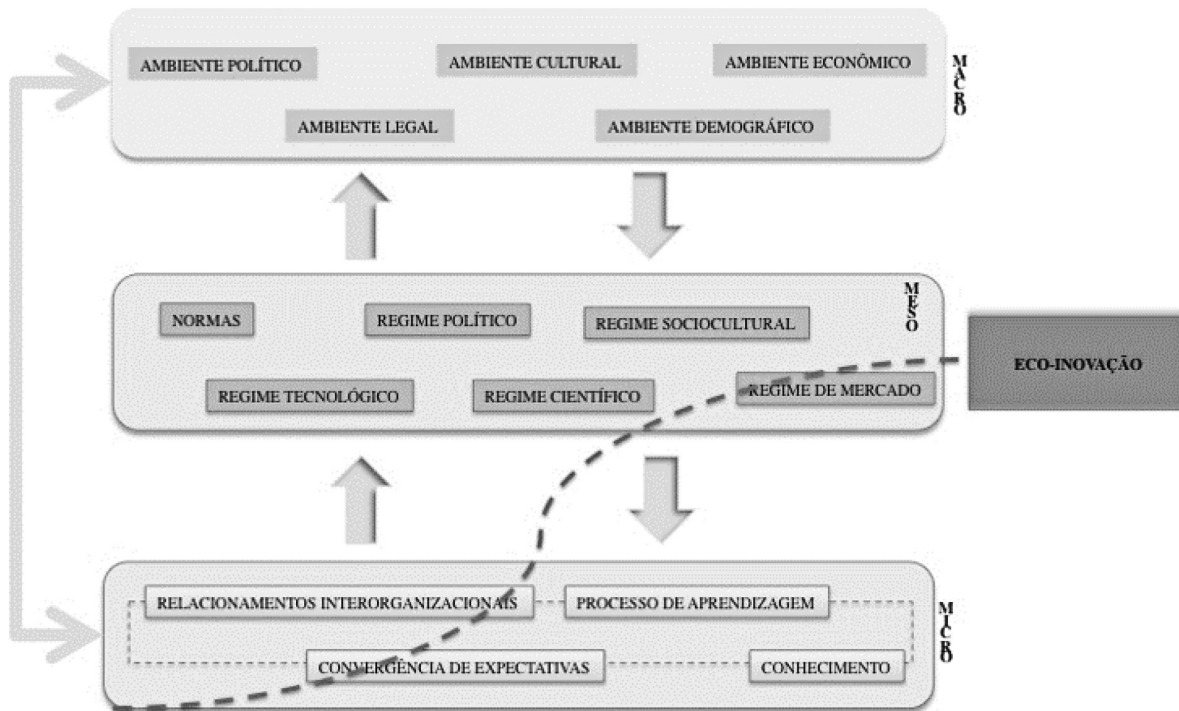 AMBIENTE POLÍTICO
AMBIENTE CULTURAL
AMBIENTE ECONÔMICO
AMBIENTE LEGAL
AMBIENTE DEMOGRÁFICO
MACRO
NORMAS
REGIME POLÍTICO
REGIME SOCIOCULTURAL
MESO
REGIME TECNOLÓGICO
REGIME CIENTÍFICO
REGIME DE MERCADO
ECO-INOVAÇÃO
RELACIONAMENTOS INTERORGANIZACIONAIS
PROCESSO DE APRENDIZAGEM
CONVERGÊNCIA DE EXPECTATIVAS
CONHECIMENTO
MICRO